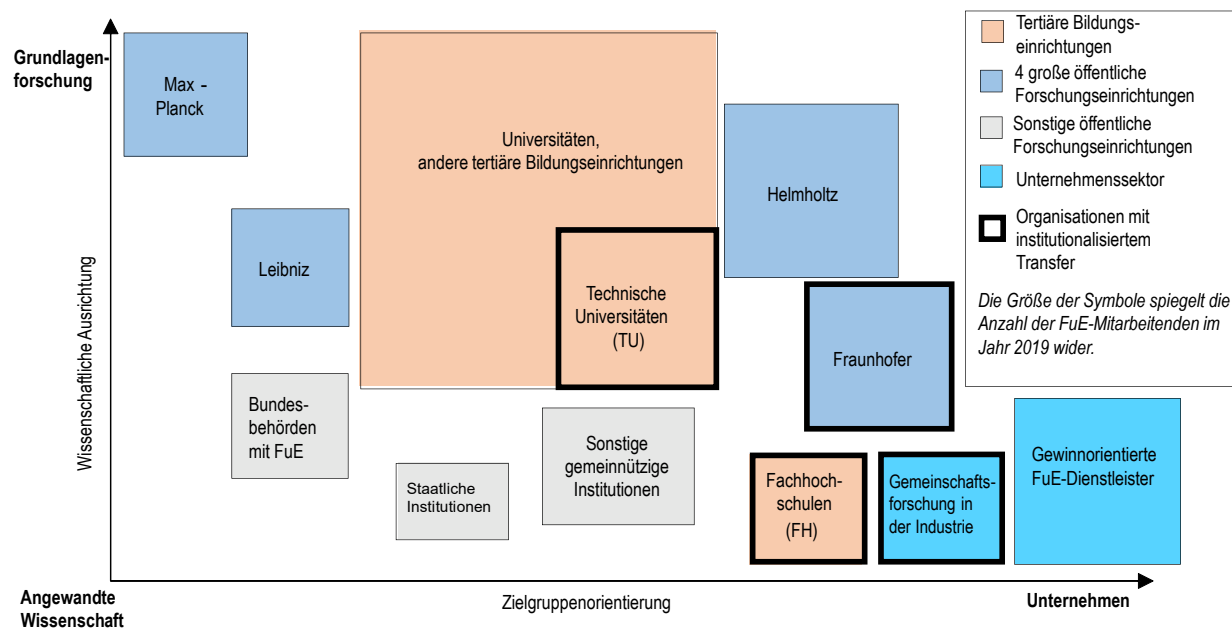 Grundlagen-
forschung
Max -
Planck
Universitäten,
andere tertiäre Bildungseinrichtungen
Helmholtz
Leibniz
Technische
Universitäten
(TU)
Fraunhofer
Bundes-
behörden
mit FuE
Staatliche
Institutionen
Sonstige
gemeinnützige
Institutionen
Fachhoch-
schulen
(FH)
Gemeinschafts-
forschung in
der Industrie
Gewinnorientierte
FuE-Dienstleister
Wissenschaftliche Ausrichtung
Angewandte
Wissenschaft
Zielgruppenorientierung
Unternehmen
Tertiäre Bildungs-
einrichtungen
4 große öffentliche
Forschungseinrichtungen
Sonstige öffentliche
Forschungseinrichtungen
Unternehmenssektor
Organisationen mit
institutionalisiertem
Transfer
Die Größe der Symbole spiegelt die
Anzahl der FuE-Mitarbeitenden im
Jahr 2019 wider.